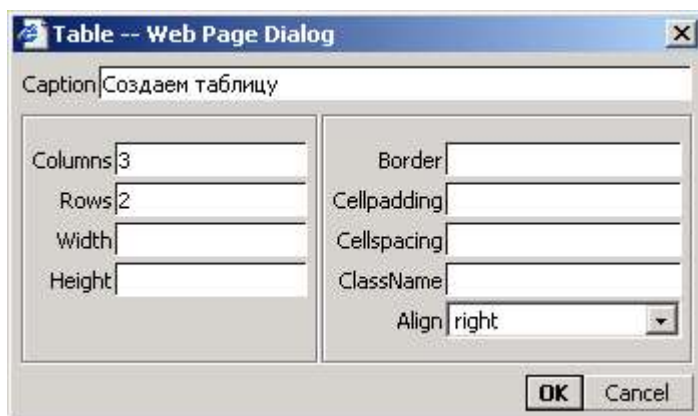 Table -- Web Page Dialog
Caption Создаем таблицу
Columns 3
Rows 2
Width
Height
Border
Cellpadding
Cellspacing
ClassName
Align right
OK Cancel